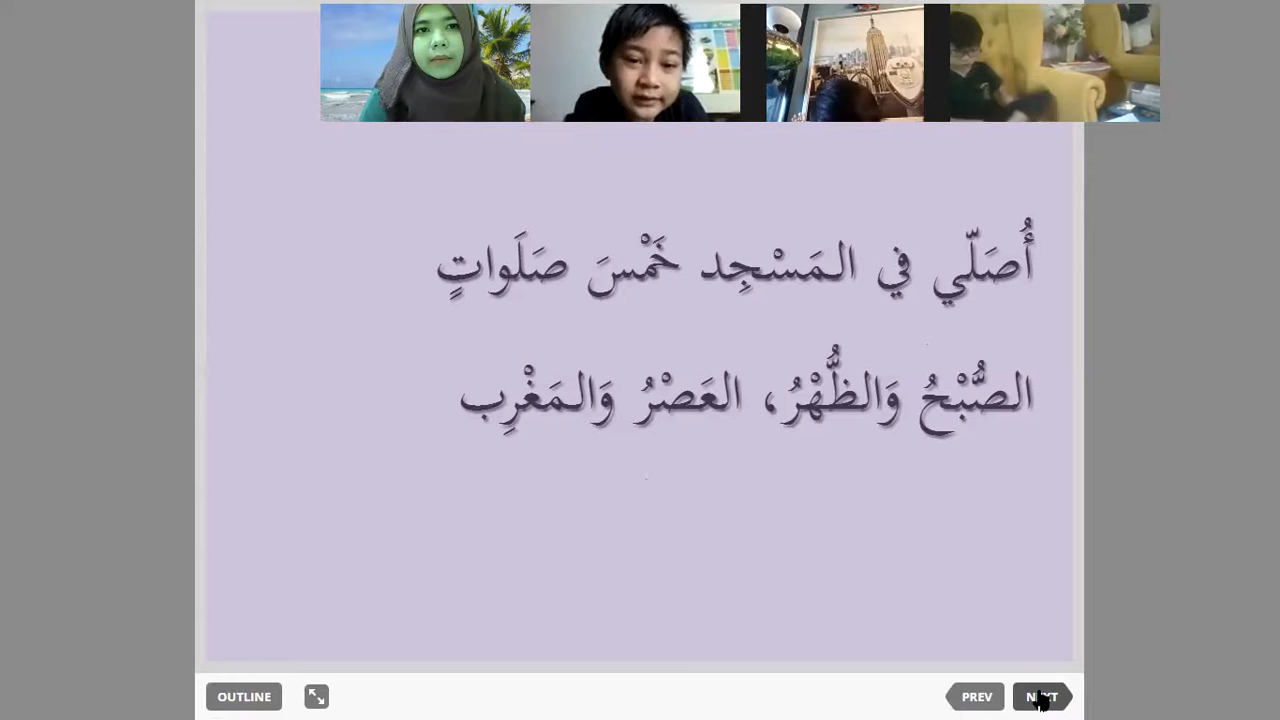 أُصَلّي في المَسْجِد خَمْسَ صَلَواتٍ
الصُّبْحُ وَالظُّهْرُ، العَصْرُ وَالمَغْرِب
OUTLINE
PREV
NEXT